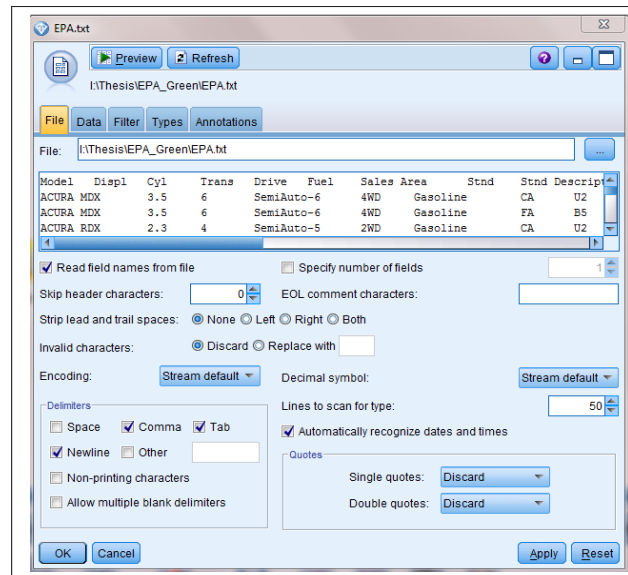 EPA.txt
Preview Refresh
I:\Thesis\EPA_Green\EPA.txt
File Data Filter Types Annotations
File: I:\Thesis\EPA_Green\EPA.txt ...
Model Displ Cyl Trans Drive Fuel Sales Area Stnd Stnd Descript
ACURA MDX 3.5 6 SemiAuto-6 4WD Gasoline CA U2
ACURA MDX 3.5 6 SemiAuto-6 4WD Gasoline FA B5
ACURA RDX 2.3 4 SemiAuto-5 2WD Gasoline CA U2
Read field names from file Specify number of fields 1
Skip header characters: 0 EOL comment characters:
Strip lead and trail spaces: None Left Right Both
Invalid characters: Discard Replace with
Encoding: Stream default Decimal symbol: Stream default
Delimiters Lines to scan for type: 50
Space Comma Tab Automatically recognize dates and times
Newline Other Quotes
Non-printing characters Single quotes: Discard
Allow multiple blank delimiters Double quotes: Discard
OK Cancel Apply Reset